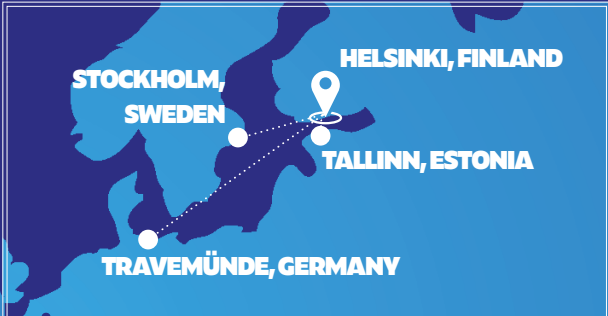 HELSINKI, FINLAND
STOCKHOLM,
SWEDEN
TALLINN, ESTONIA
TRAVEMÜNDE, GERMANY